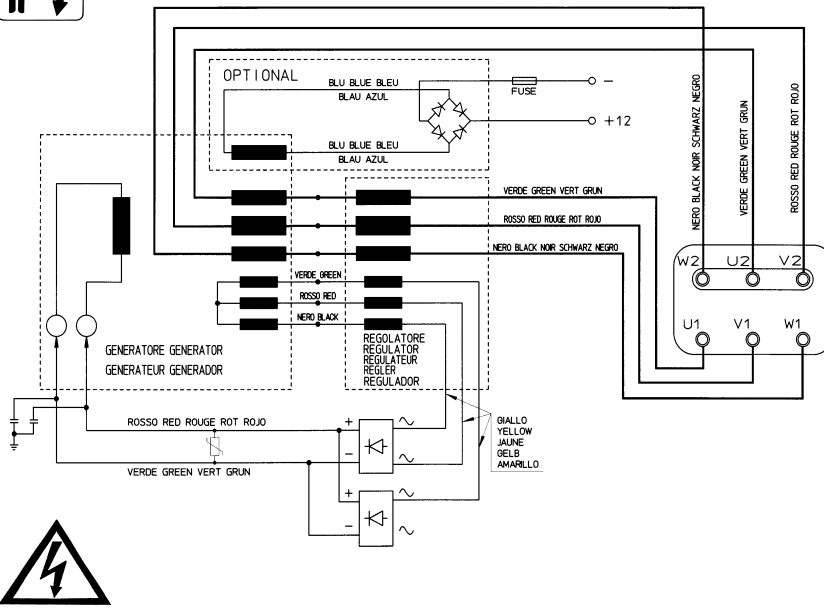 OPTIONAL
BLU BLUE BLEU
BLAU AZUL
FUSE
−
+12
BLU BLUE BLEU
BLAU AZUL
NERO BLACK NOIR SCHWARZ NEGRO
VERDE GREEN VERT GRUN
ROSSO RED ROUGE ROT ROJO
VERDE GREEN VERT GRUN
ROSSO RED ROUGE ROT ROJO
NERO BLACK NOIR SCHWARZ NEGRO
W2 U2 V2
U1 V1 W1
VERDE GREEN
ROSSO RED
NERO BLACK
GENERATORE GENERATOR
GENERATEUR GENERADOR
REGOLATORE
REGULATOR
REGULATEUR
REGLER
REGULADOR
ROSSO RED ROUGE ROT ROJO
VERDE GREEN VERT GRUN
+
−
+
−
GIALLO
YELLOW
JAUNE
GELB
AMARILLO